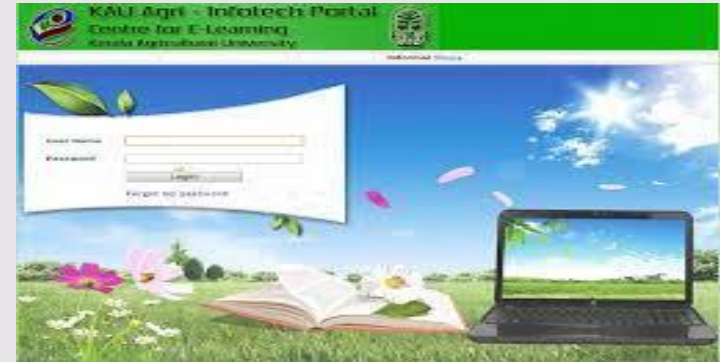 KAU Agri - Infotech Portal
Centre for E-Learning
Kerala Agricultural University
User Name
Password
Login
Forgot my password